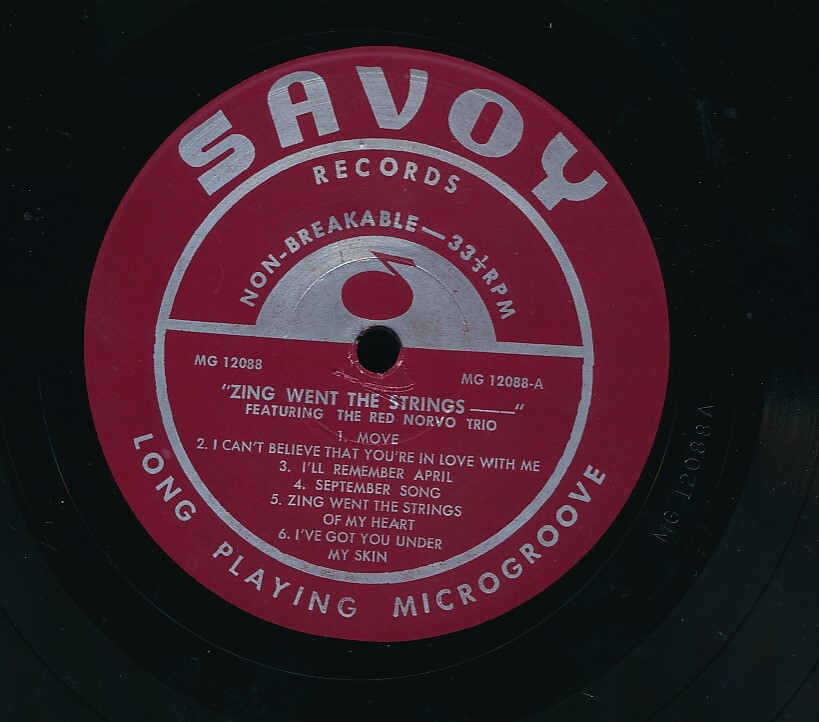 SAVOY
RECORDS
NON-BREAKABLE—33⅓RPM
MG 12088
MG 12088-A
"ZING WENT THE STRINGS ——"
FEATURING THE RED NORVO TRIO
1. MOVE
2. I CAN'T BELIEVE THAT YOU'RE IN LOVE WITH ME
3. I'LL REMEMBER APRIL
4. SEPTEMBER SONG
5. ZING WENT THE STRINGS
OF MY HEART
6. I'VE GOT YOU UNDER
MY SKIN
LONG PLAYING MICROGROOVE
MG 12088A